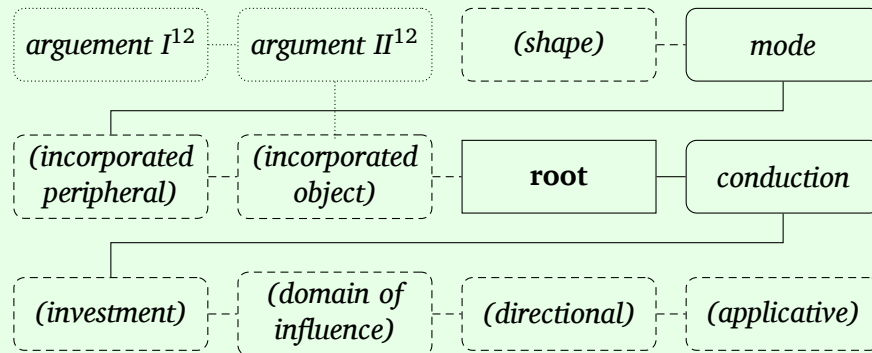 arguement I¹² argument II¹² (shape) mode
(incorporated peripheral) (incorporated object) root conduction
(investment) (domain of influence) (directional) (applicative)